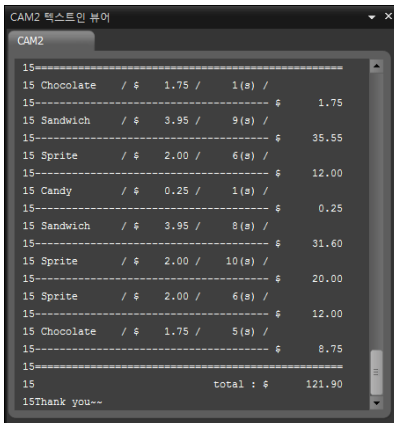 CAM2 텍스트인 뷰어
CAM2
15==================================================
15 Chocolate / $ 1.75 / 1(s) /
15-------------------------------------- $ 1.75
15 Sandwich / $ 3.95 / 9(s) /
15-------------------------------------- $ 35.55
15 Sprite / $ 2.00 / 6(s) /
15-------------------------------------- $ 12.00
15 Candy / $ 0.25 / 1(s) /
15-------------------------------------- $ 0.25
15 Sandwich / $ 3.95 / 8(s) /
15-------------------------------------- $ 31.60
15 Sprite / $ 2.00 / 10(s) /
15-------------------------------------- $ 20.00
15 Sprite / $ 2.00 / 6(s) /
15-------------------------------------- $ 12.00
15 Chocolate / $ 1.75 / 5(s) /
15-------------------------------------- $ 8.75
15==================================================
15 total : $ 121.90
15Thank you~~